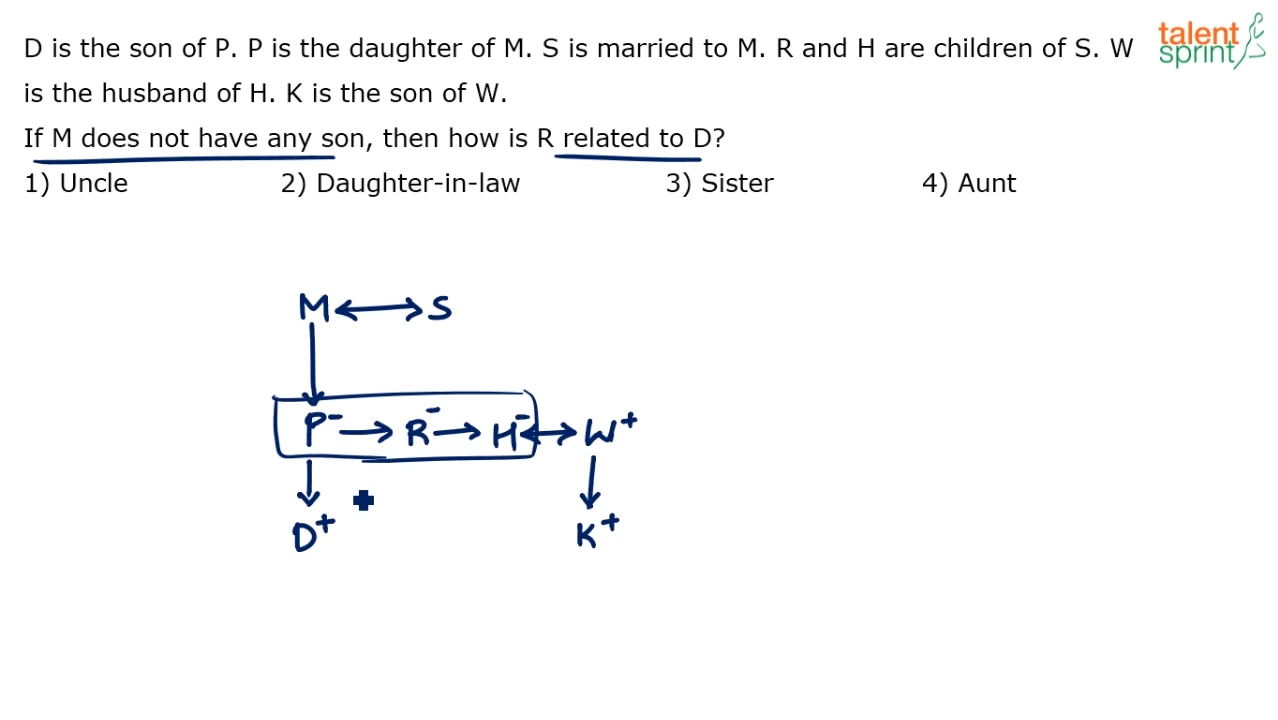 D is the son of P. P is the daughter of M. S is married to M. R and H are children of S. W
is the husband of H. K is the son of W.
If M does not have any son, then how is R related to D?
1) Uncle 2) Daughter-in-law 3) Sister 4) Aunt
talent
sprint
M S
P- R- H- W+
D+ K+